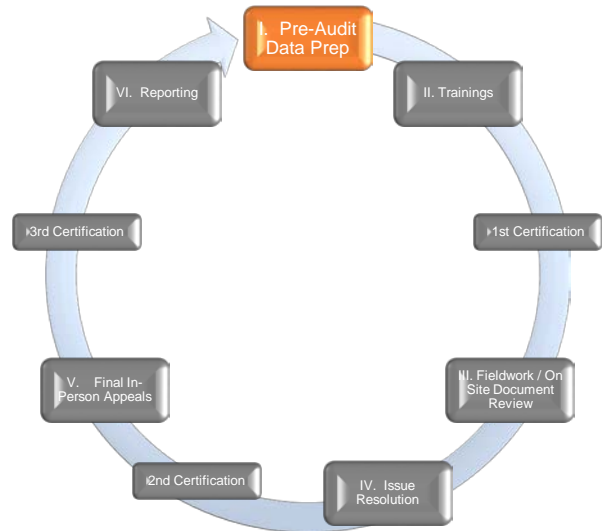 I. Pre-Audit
Data Prep
II. Trainings
1st Certification
III. Fieldwork / On
Site Document
Review
IV. Issue
Resolution
2nd Certification
V. Final In-
Person Appeals
3rd Certification
VI. Reporting